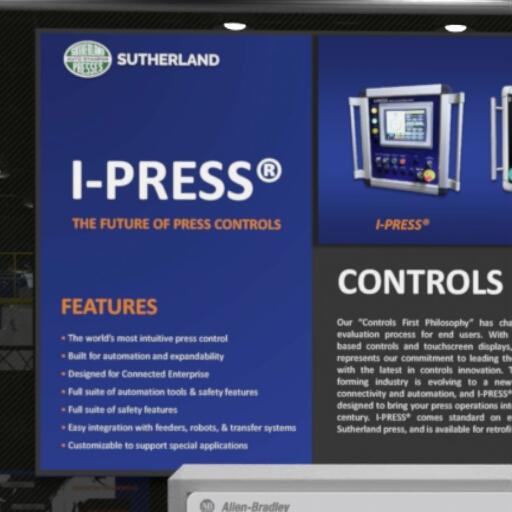 SUTHERLAND
PRESSES
SUTHERLAND
I-PRESS®
THE FUTURE OF PRESS CONTROLS
FEATURES
• The world's most intuitive press control
• Built for automation and expandability
• Designed for Connected Enterprise
• Full suite of automation tools & safety features
• Full suite of safety features
• Easy integration with feeders, robots, & transfer systems
• Customizable to support special applications
I-PRESS®
CONTROLS
Our "Controls First Philosophy" has cha
evaluation process for end users. With
based controls and touchscreen displays,
represents our commitment to leading the
with the latest in controls innovation. T
forming industry is evolving to a new
connectivity and automation, and I-PRESS®
designed to bring your press operations int
century. I-PRESS® comes standard on e
Sutherland press, and is available for retrofi
Allen-Bradley